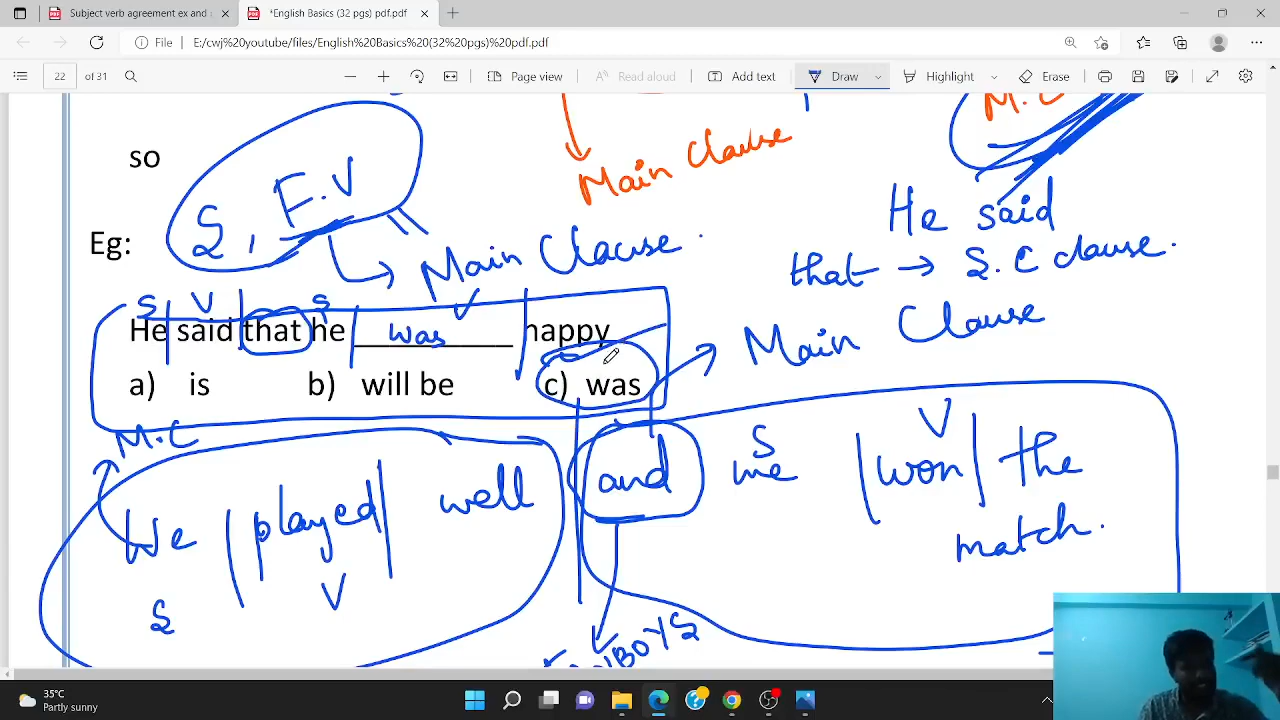 Subject verb agreement ex and
*English Basics (32 pgs) pdf.pdf
File E:/cwj%20youtube/files/English%20Basics%20(32%20pgs)%20pdf.pdf
22 of 31
Page view
Read aloud
Add text
Draw
Highlight
Erase
M.C
Main Clause
so
S, F.V
He said
Main Clause.
that → S.C clause.
Eg:
S V S V
He said that he was happy
Main Clause
a) is b) will be c) was
M.C
We played well and we won the
match.
S V
S V
35°C
Partly sunny